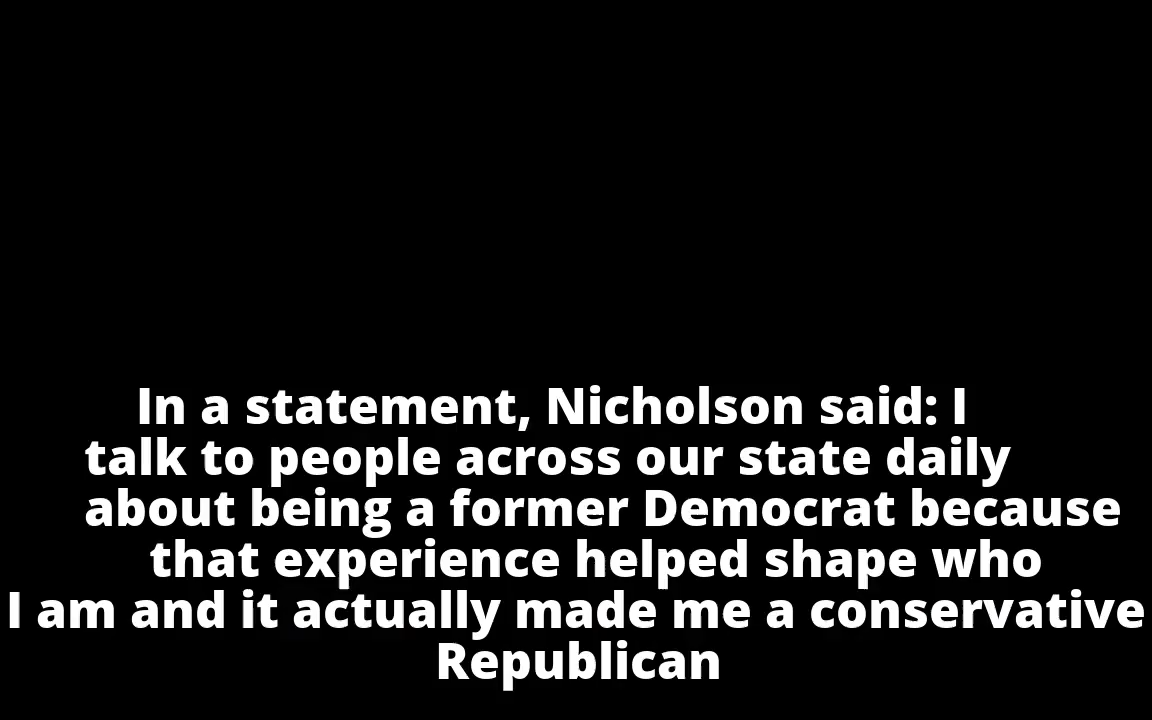 In a statement, Nicholson said: I
talk to people across our state daily
about being a former Democrat because
that experience helped shape who
I am and it actually made me a conservative
Republican